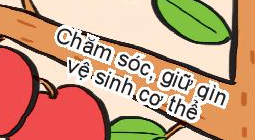 Chăm sóc, giữ gìn
vệ sinh cơ thể